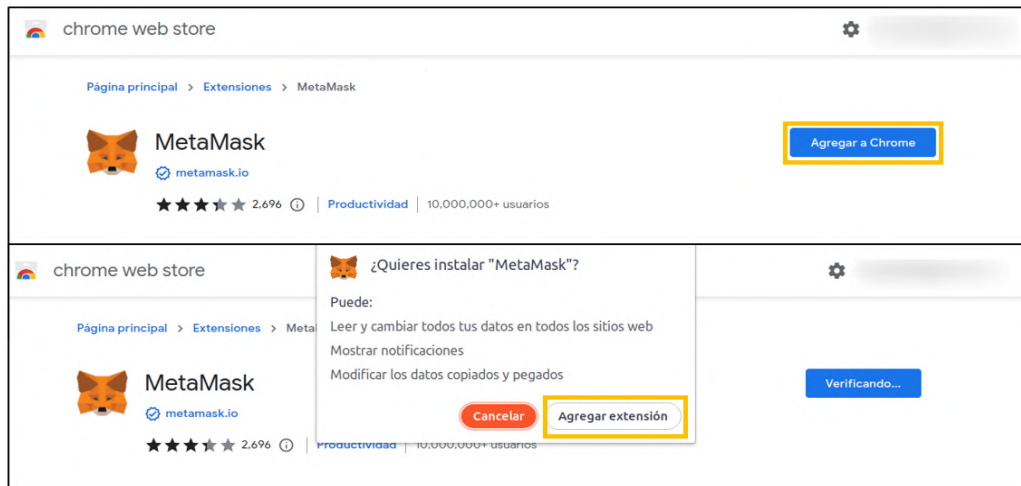 chrome web store
Página principal > Extensiones > MetaMask
MetaMask
Agregar a Chrome
metamask.io
2,696 | Productividad | 10,000,000+ usuarios
chrome web store
¿Quieres instalar "MetaMask"?
Puede:
Página principal > Extensiones > Meta
Leer y cambiar todos tus datos en todos los sitios web
Mostrar notificaciones
Modificar los datos copiados y pegados
MetaMask
Verificando...
metamask.io
Cancelar
Agregar extensión
2,696 | Productividad | 10,000,000+ usuarios